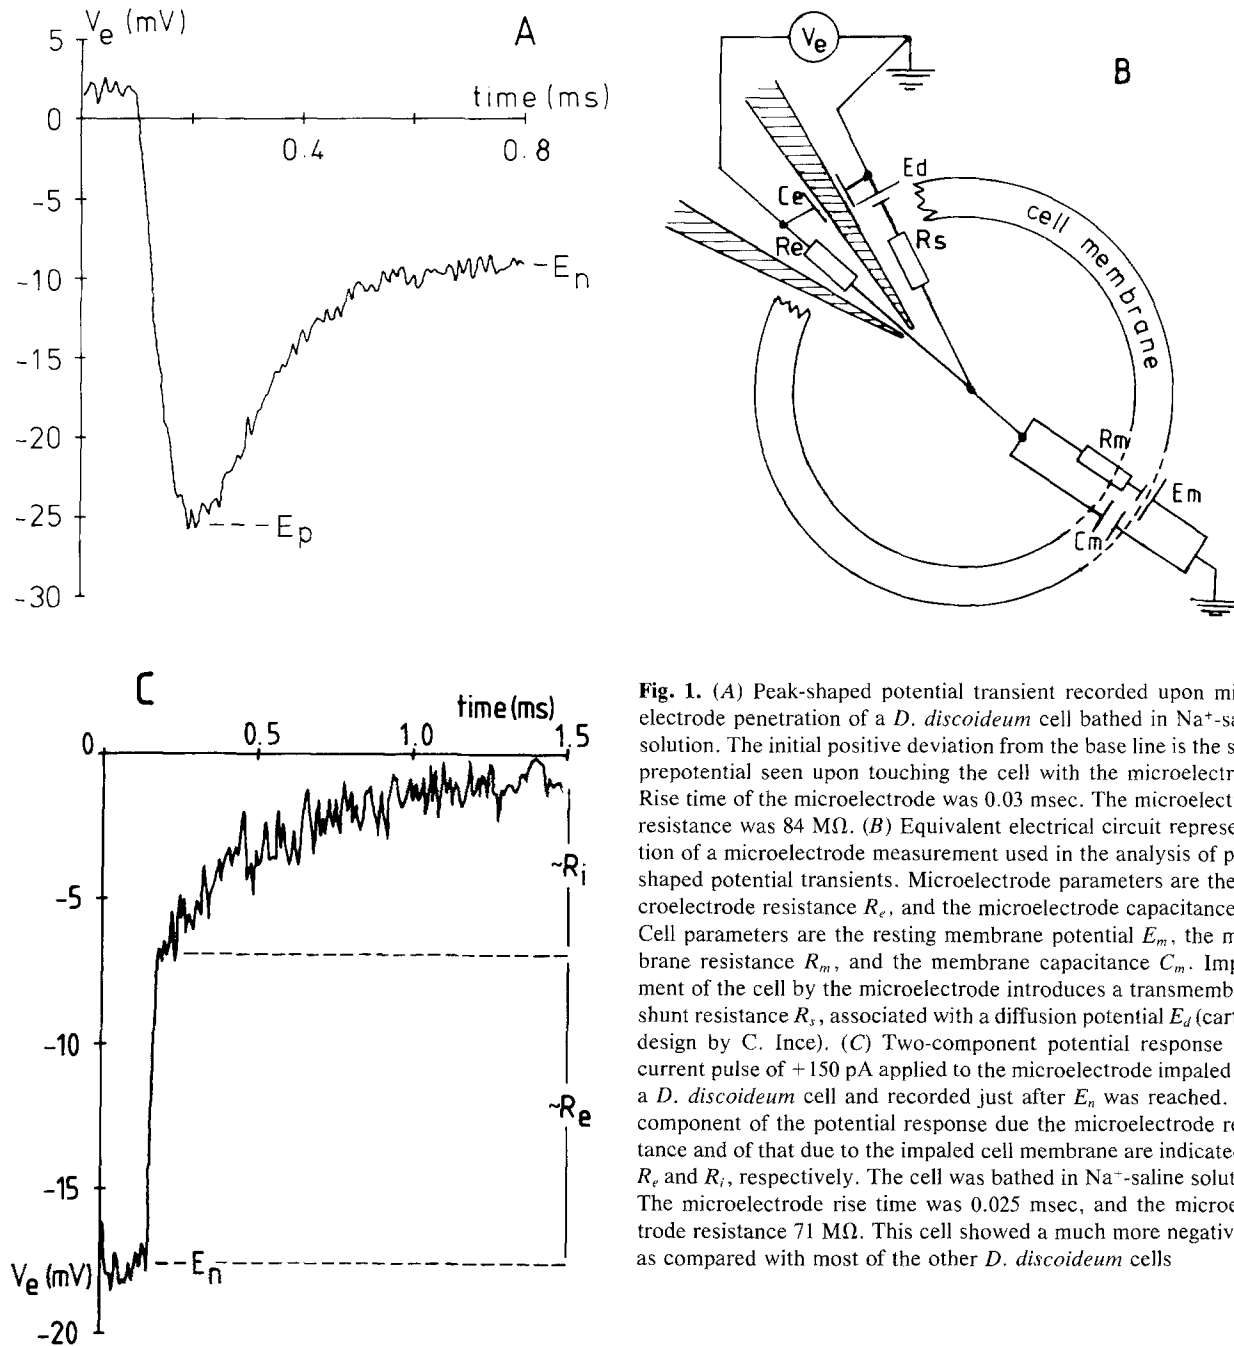 V_e (mV)
A
5
time (ms)
0
0.4
0.8
-5
-10
-E_n
-15
-20
-25
---E_p
-30
B
V_e
E_d
C_e
R_s
R_e
cell membrane
R_m
E_m
C_m
C
time (ms)
0
0.5
1.0
1.5
-5
~R_i
-10
~R_e
-15
V_e (mV)
--E_n
-20
Fig. 1. (A) Peak-shaped potential transient recorded upon mi
electrode penetration of a D. discoideum cell bathed in Na⁺-sa
solution. The initial positive deviation from the base line is the s
prepotential seen upon touching the cell with the microelectr
Rise time of the microelectrode was 0.03 msec. The microelect
resistance was 84 MΩ. (B) Equivalent electrical circuit represe
tion of a microelectrode measurement used in the analysis of p
shaped potential transients. Microelectrode parameters are the
croelectrode resistance R_e, and the microelectrode capacitance
Cell parameters are the resting membrane potential E_m, the m
brane resistance R_m, and the membrane capacitance C_m. Imp
ment of the cell by the microelectrode introduces a transmemb
shunt resistance R_s, associated with a diffusion potential E_d (cart
design by C. Ince). (C) Two-component potential response
current pulse of +150 pA applied to the microelectrode impaled
a D. discoideum cell and recorded just after E_n was reached.
component of the potential response due the microelectrode re
tance and of that due to the impaled cell membrane are indicate
R_e and R_i, respectively. The cell was bathed in Na⁺-saline solut
The microelectrode rise time was 0.025 msec, and the microe
trode resistance 71 MΩ. This cell showed a much more negativ
as compared with most of the other D. discoideum cells